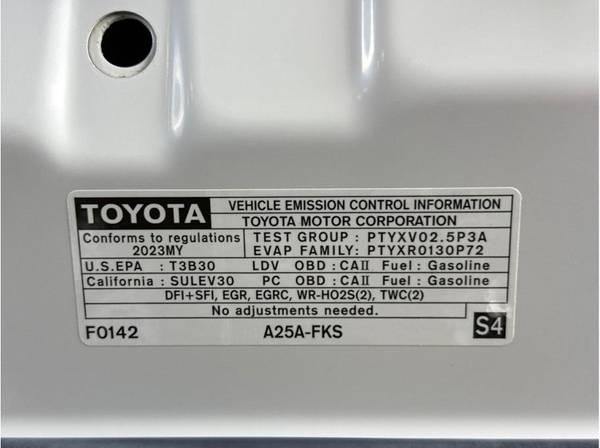 TOYOTA VEHICLE EMISSION CONTROL INFORMATION
TOYOTA MOTOR CORPORATION
Conforms to regulations
2023MY
TEST GROUP : PTYXV02.5P3A
EVAP FAMILY: PTYXR0130P72
U.S.EPA : T3B30 LDV OBD : CAII Fuel : Gasoline
California : SULEV30 PC OBD : CAII Fuel : Gasoline
DFI+SFI, EGR, EGRC, WR-HO2S(2), TWC(2)
No adjustments needed.
F0142 A25A-FKS S4